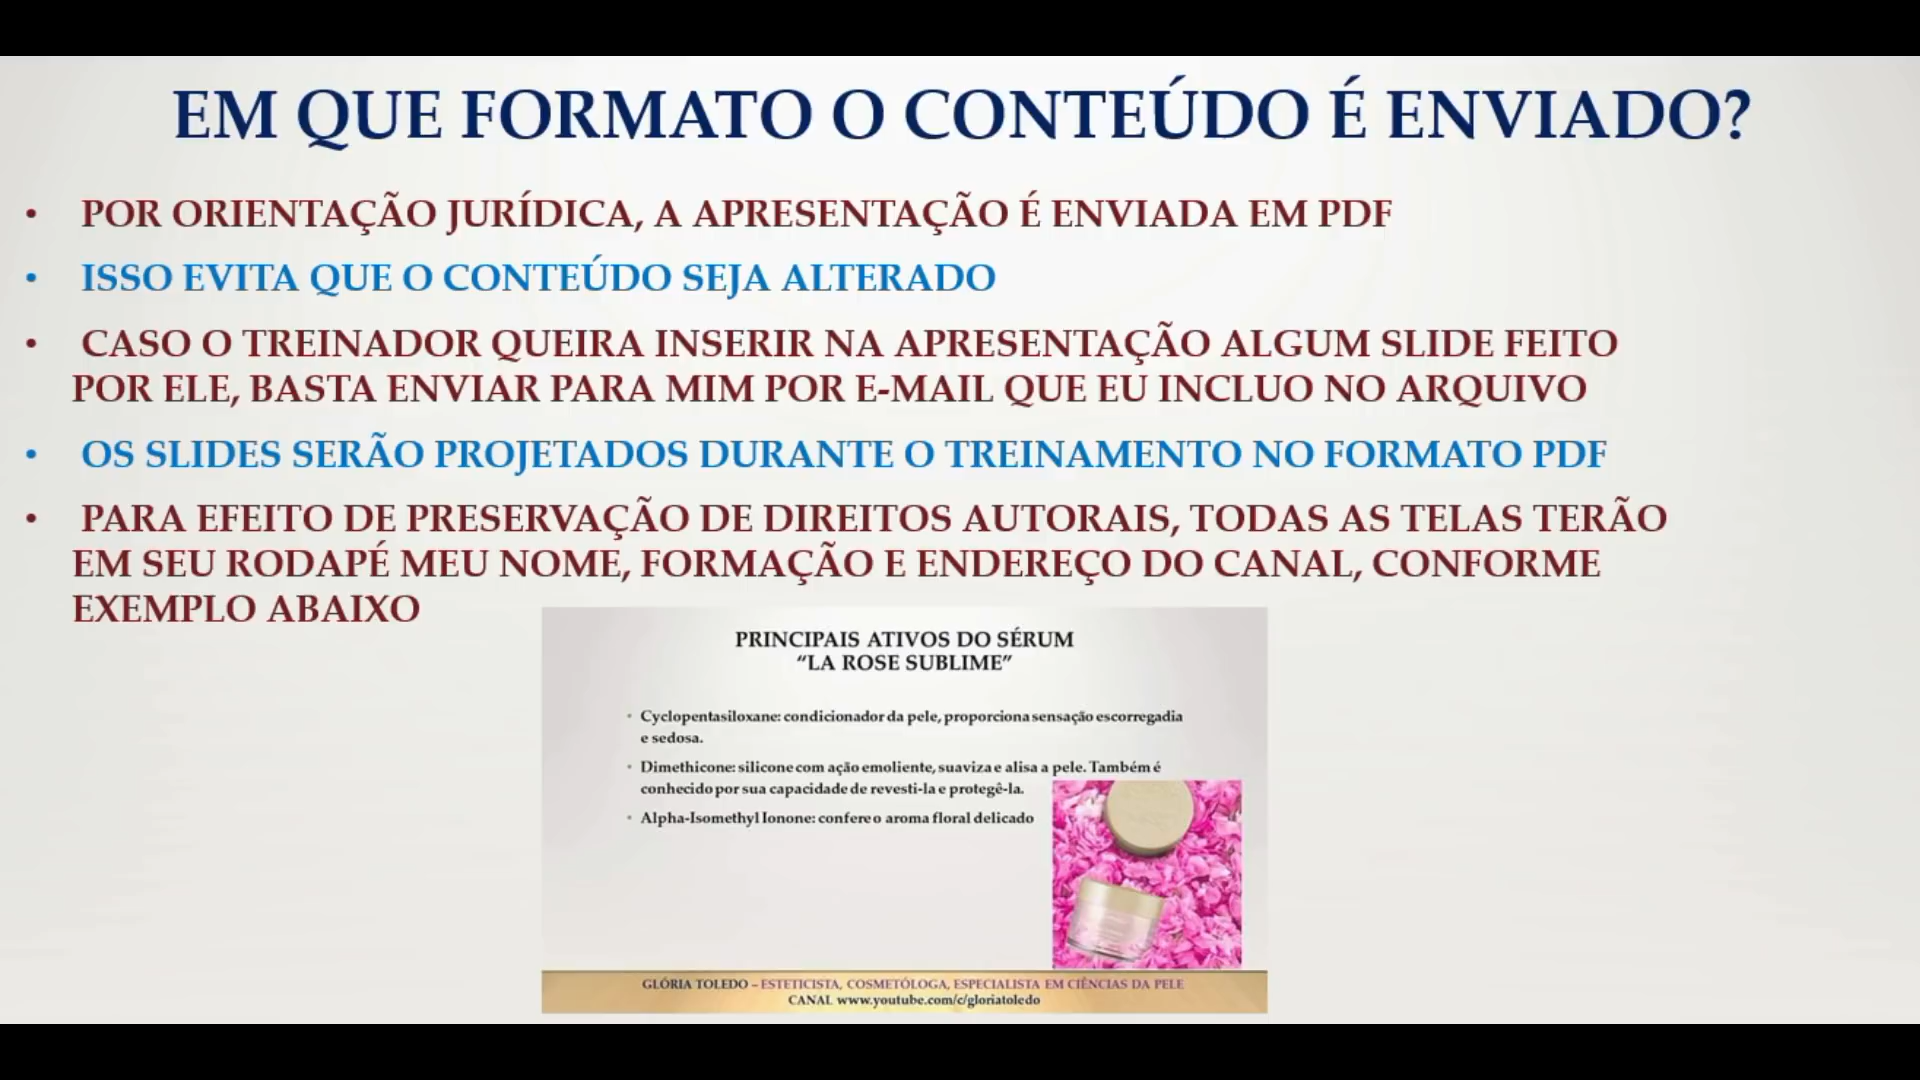 EM QUE FORMATO O CONTEÚDO É ENVIADO?
• POR ORIENTAÇÃO JURÍDICA, A APRESENTAÇÃO É ENVIADA EM PDF
• ISSO EVITA QUE O CONTEÚDO SEJA ALTERADO
• CASO O TREINADOR QUEIRA INSERIR NA APRESENTAÇÃO ALGUM SLIDE FEITO
POR ELE, BASTA ENVIAR PARA MIM POR E-MAIL QUE EU INCLUO NO ARQUIVO
• OS SLIDES SERÃO PROJETADOS DURANTE O TREINAMENTO NO FORMATO PDF
• PARA EFEITO DE PRESERVAÇÃO DE DIREITOS AUTORAIS, TODAS AS TELAS TERÃO
EM SEU RODAPÉ MEU NOME, FORMAÇÃO E ENDEREÇO DO CANAL, CONFORME
EXEMPLO ABAIXO
PRINCIPAIS ATIVOS DO SÉRUM
“LA ROSE SUBLIME”
• Cyclopentasiloxane: condicionador da pele, proporciona sensação escorregadia
e sedosa.
• Dimethicone: silicone com ação emoliente, suaviza e alisa a pele. Também é
conhecido por sua capacidade de revesti-la e protegê-la.
• Alpha-Isomethyl Ionone: confere o aroma floral delicado
GLÓRIA TOLEDO – ESTETICISTA, COSMETÓLOGA, ESPECIALISTA EM CIÊNCIAS DA PELE
CANAL www.youtube.com/c/gloriatoledo